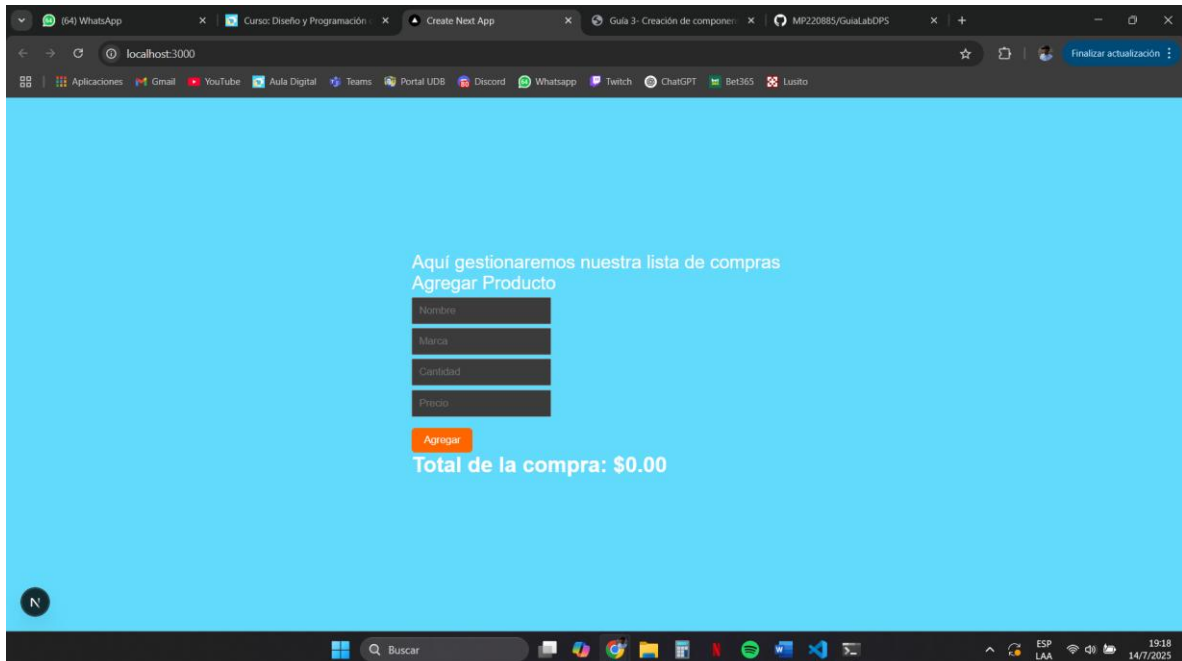 (64) WhatsApp
Curso: Diseño y Programación
Create Next App
Guía 3- Creación de componen
MP220885/GuiaLabDPS
localhost:3000
Finalizar actualización
Aplicaciones
Gmail
YouTube
Aula Digital
Teams
Portal UDB
Discord
Whatsapp
Twitch
ChatGPT
Bet365
Lusito
Aquí gestionaremos nuestra lista de compras
Agregar Producto
Nombre
Marca
Cantidad
Precio
Agregar
Total de la compra: $0.00
N
Buscar
ESP
LAA
19:18
14/7/2025